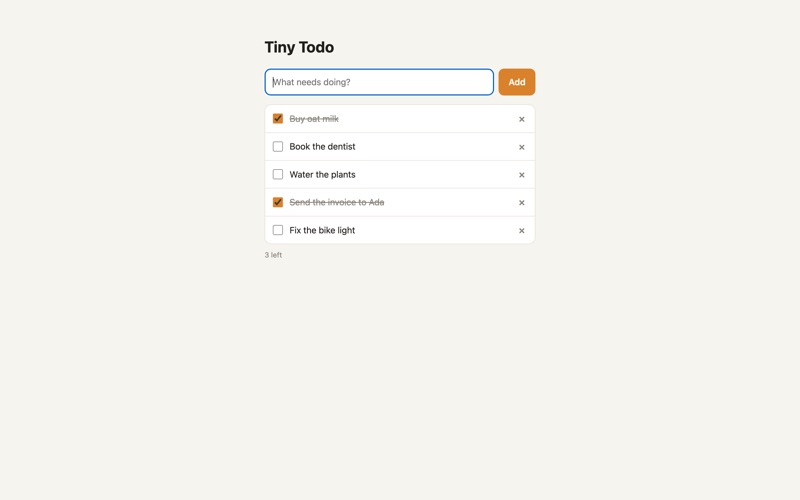 Tiny Todo
What needs doing?
Add
Buy oat milk
×
Book the dentist
×
Water the plants
×
Send the invoice to Ada
×
Fix the bike light
×
3 left